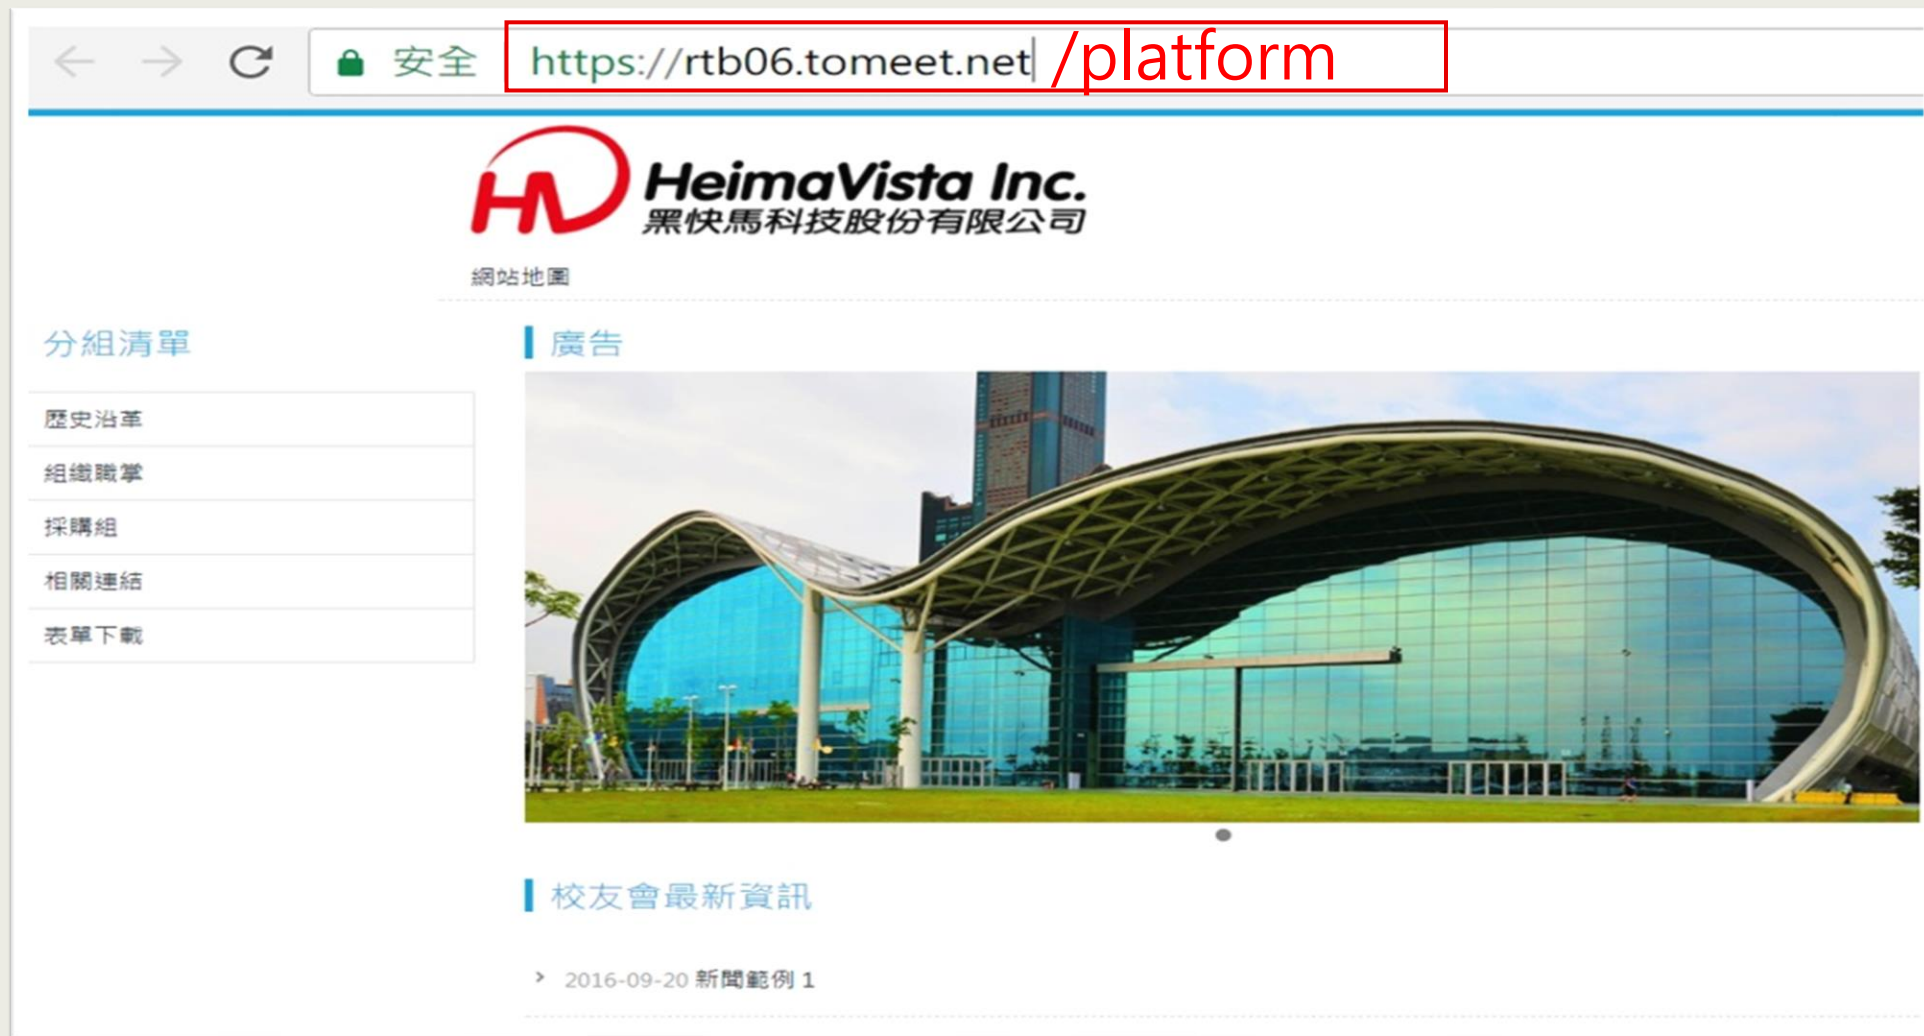 安全 https://rtb06.tomeet.net /platform
HeimaVista Inc.
黑快馬科技股份有限公司
網站地圖
分組清單
歷史沿革
組織職掌
採購組
相關連結
表單下載
廣告
校友會最新資訊
2016-09-20 新聞範例 1